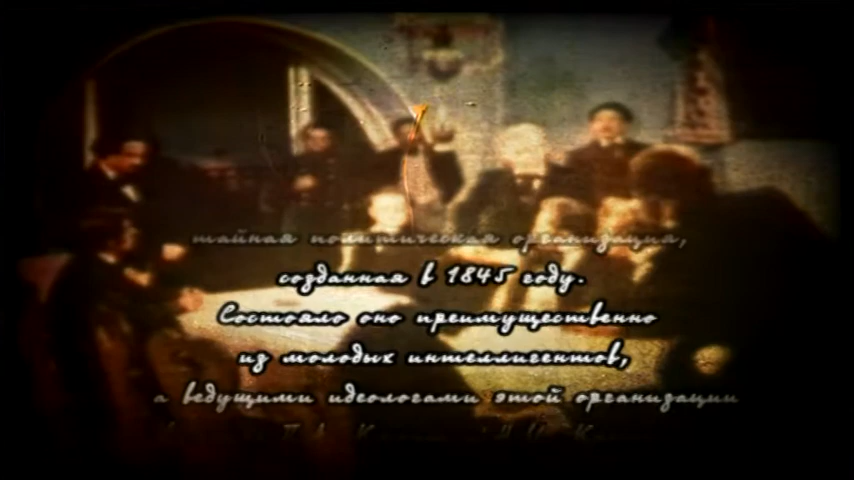 тайная политическая организация,
созданная в 1845 году.
Состояло оно преимущественно
из молодых интеллигентов,
а ведущими идеологами этой организации